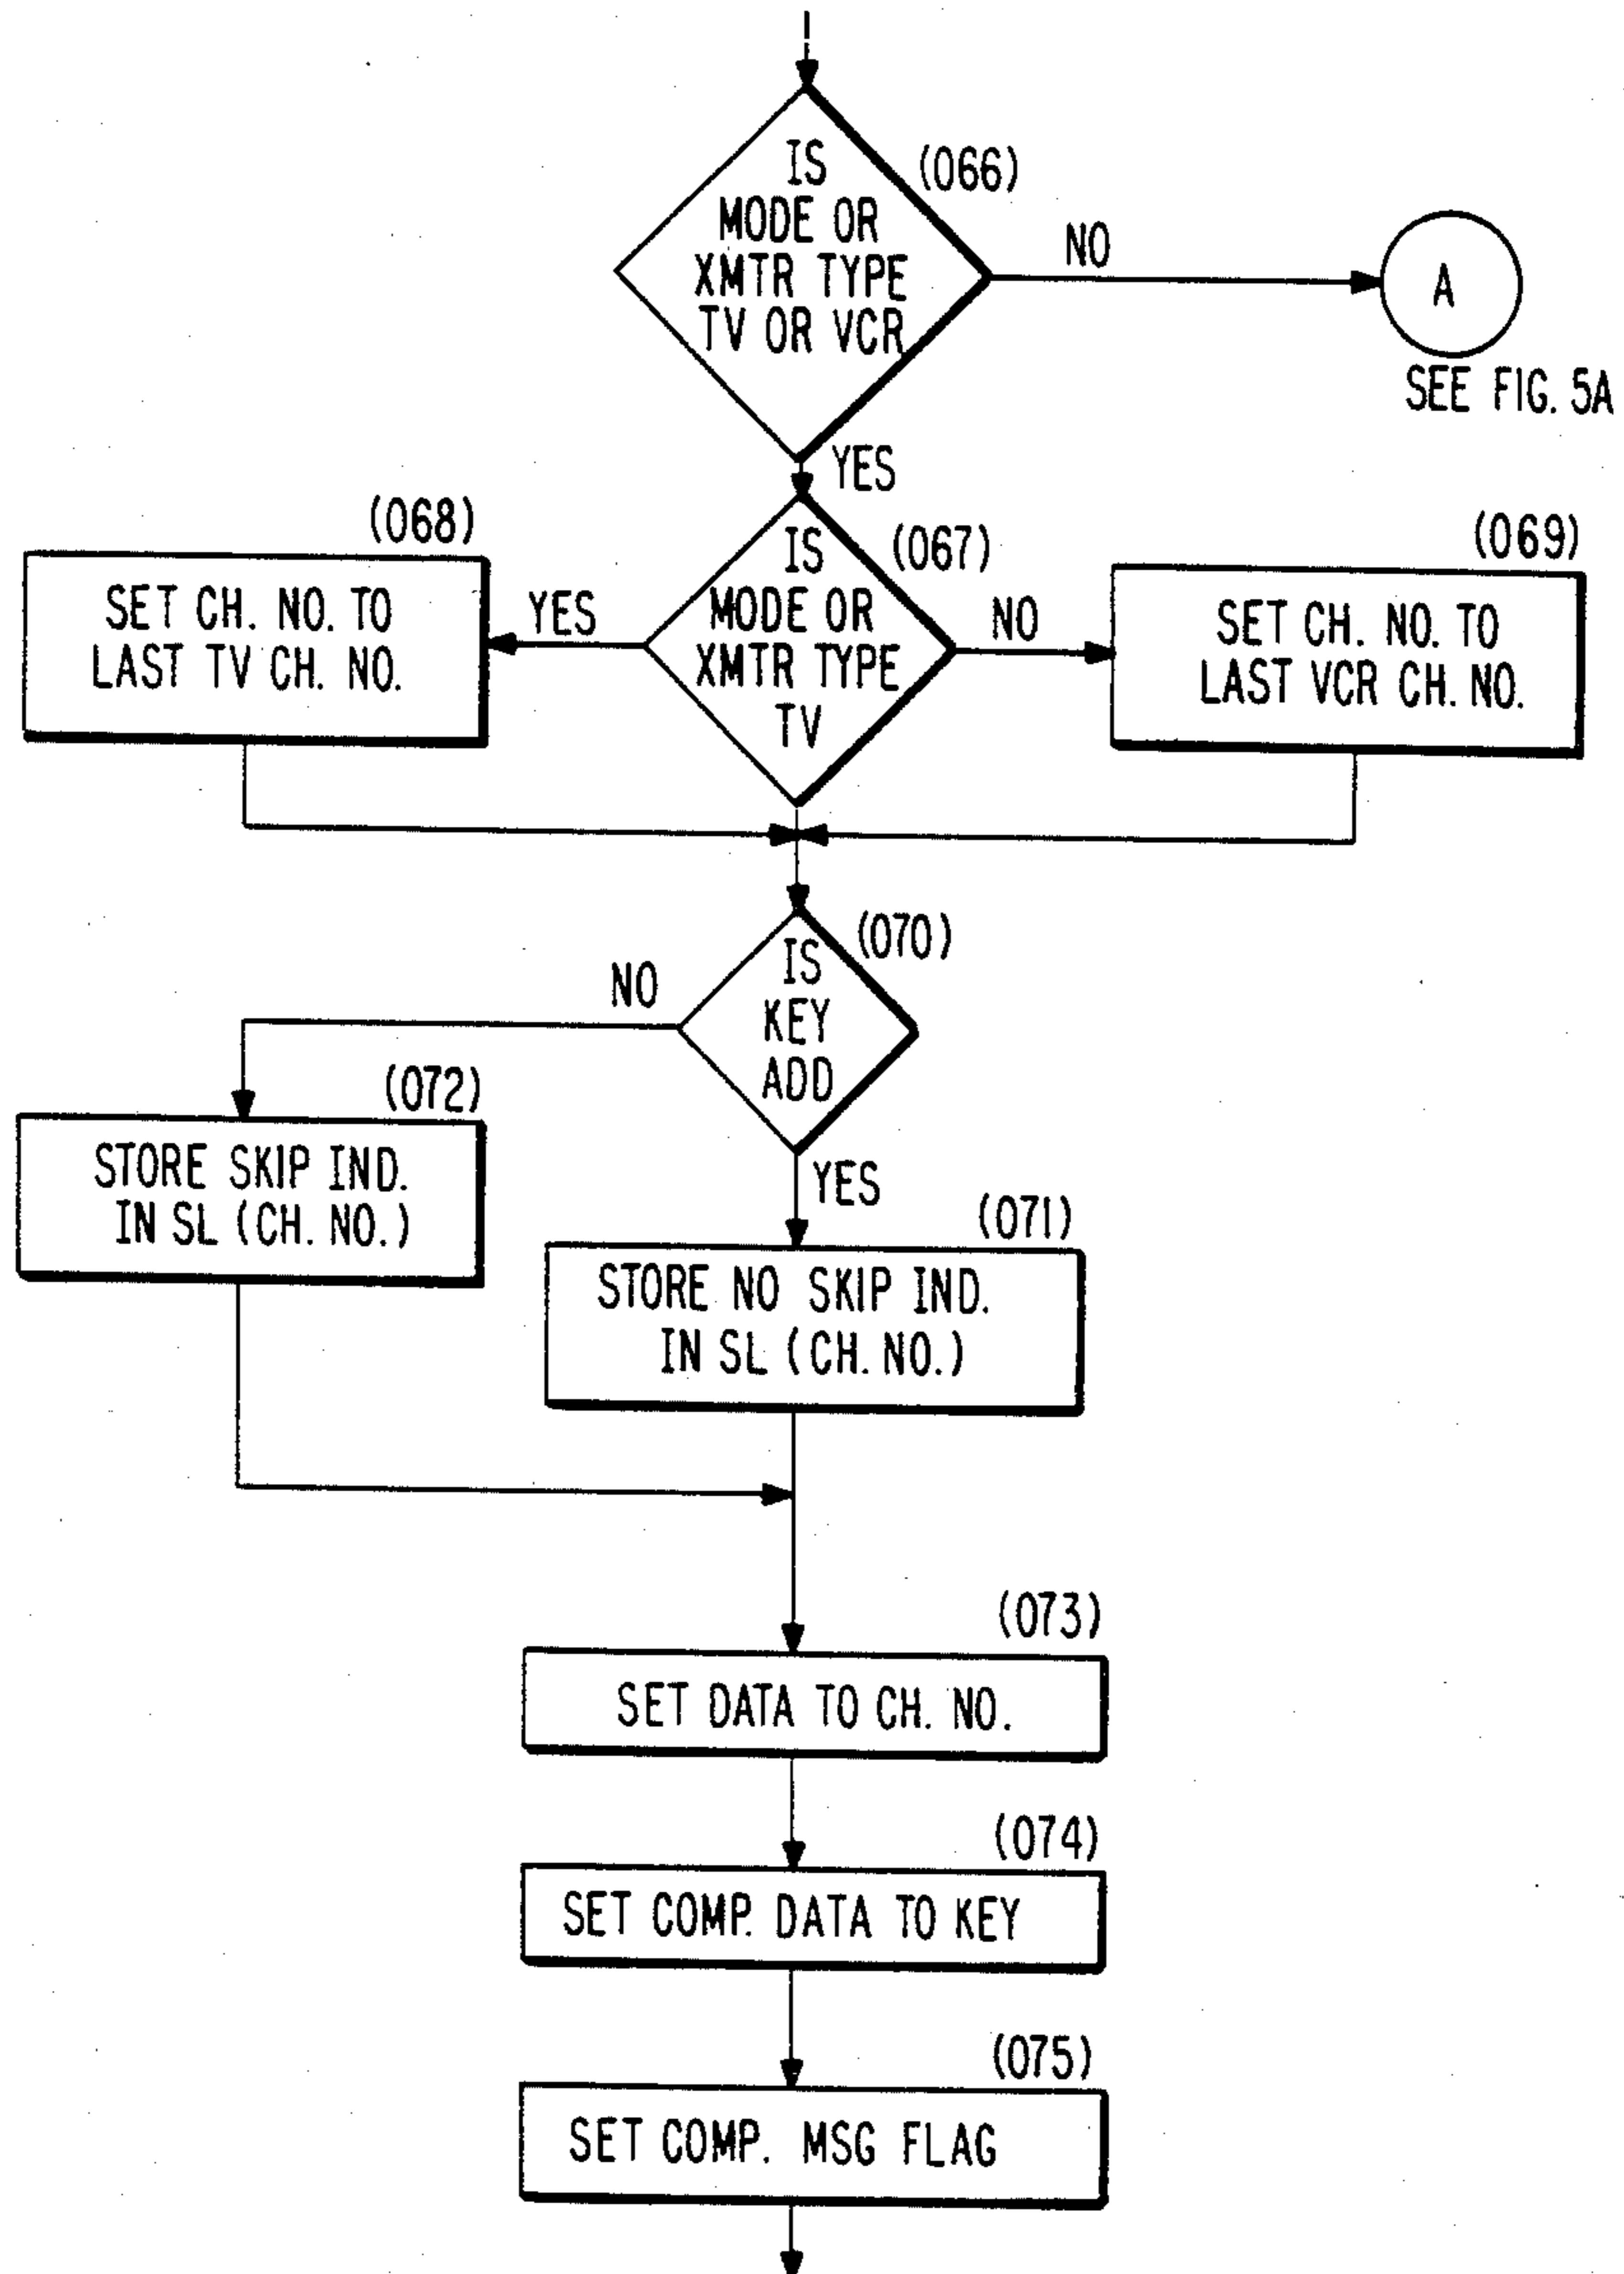 IS
MODE OR
XMTR TYPE
TV OR VCR
(066)
NO
A
SEE FIG. 5A
YES
(068)
SET CH. NO. TO
LAST TV CH. NO.
YES
IS
MODE OR
XMTR TYPE
TV
(067)
NO
(069)
SET CH. NO. TO
LAST VCR CH. NO.
IS
KEY
ADD
(070)
NO
(072)
STORE SKIP IND.
IN SL (CH. NO.)
YES
(071)
STORE NO SKIP IND.
IN SL (CH. NO.)
(073)
SET DATA TO CH. NO.
(074)
SET COMP. DATA TO KEY
(075)
SET COMP. MSG FLAG